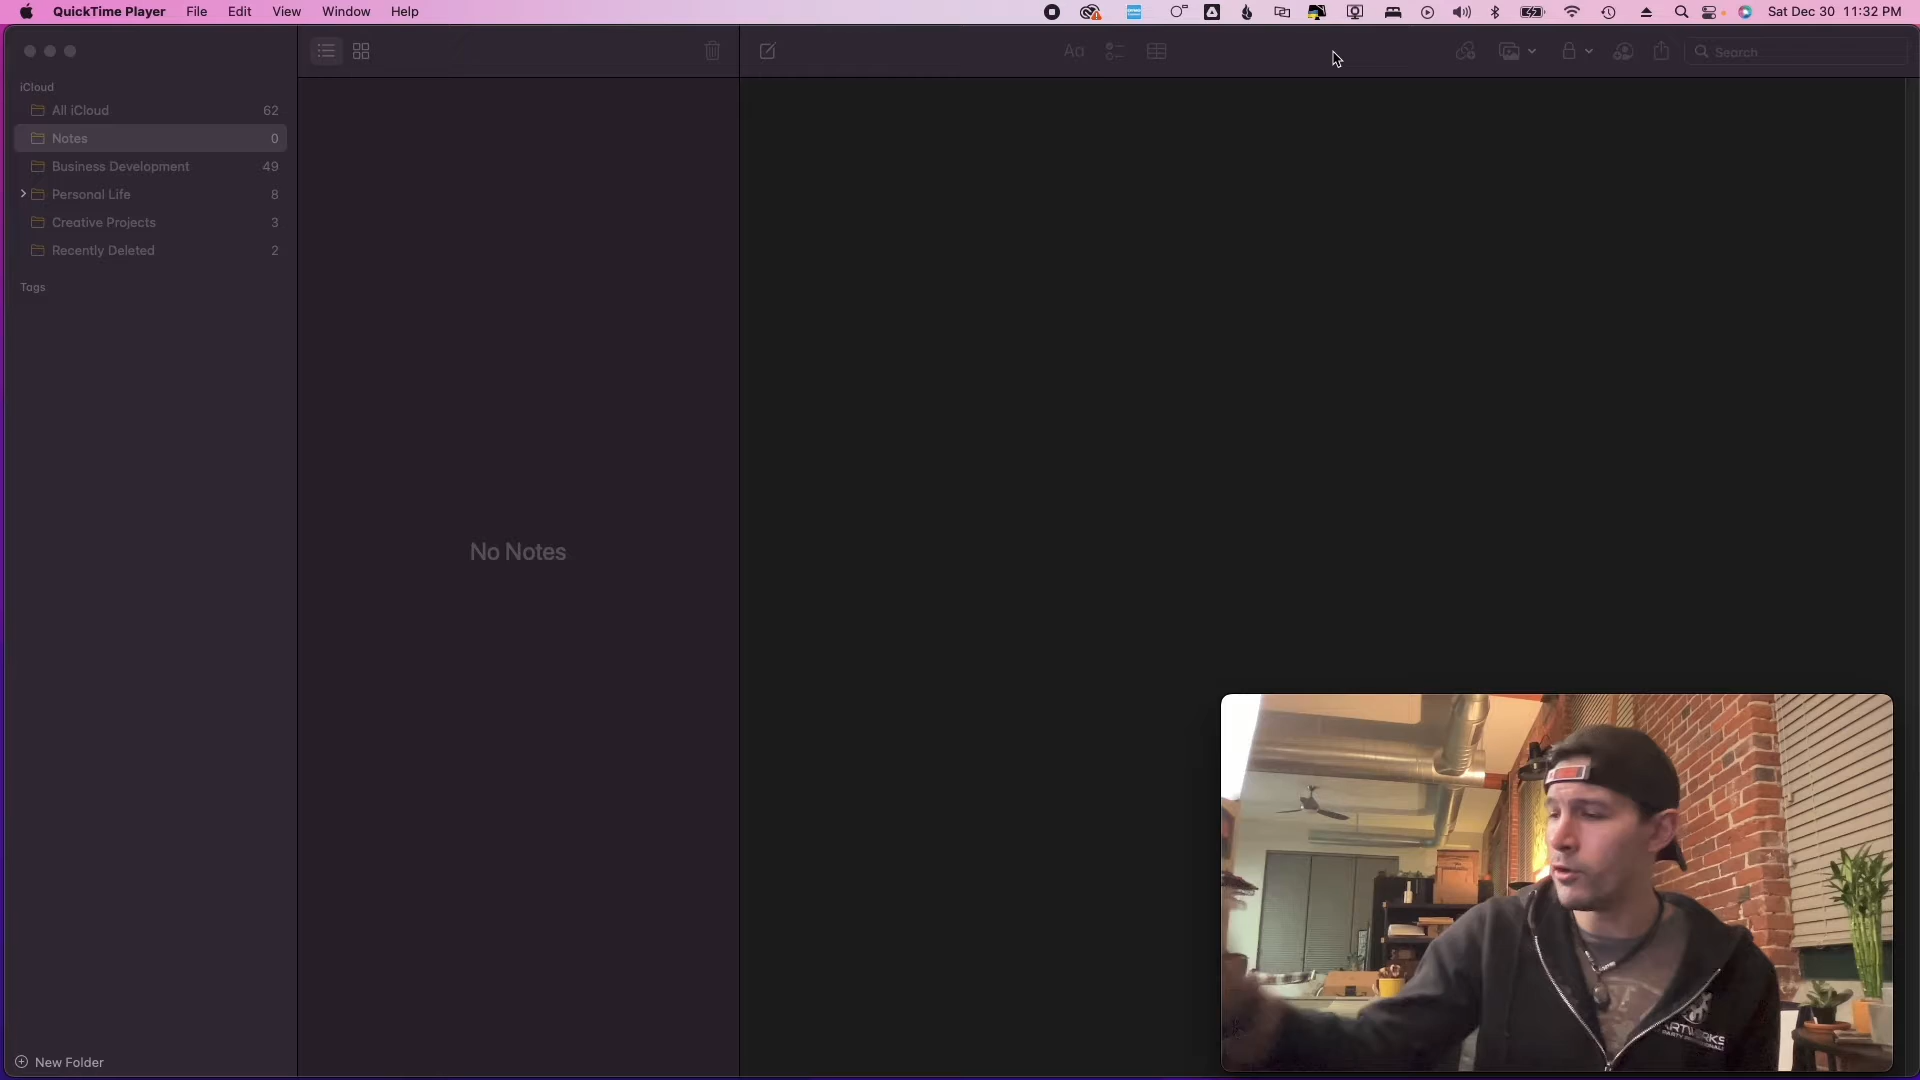 QuickTime Player File Edit View Window Help Sat Dec 30 11:32 PM
Aa Search
iCloud
All iCloud 62
Notes 0
Business Development 49
Personal Life 8
Creative Projects 3
Recently Deleted 2
Tags
No Notes
New Folder